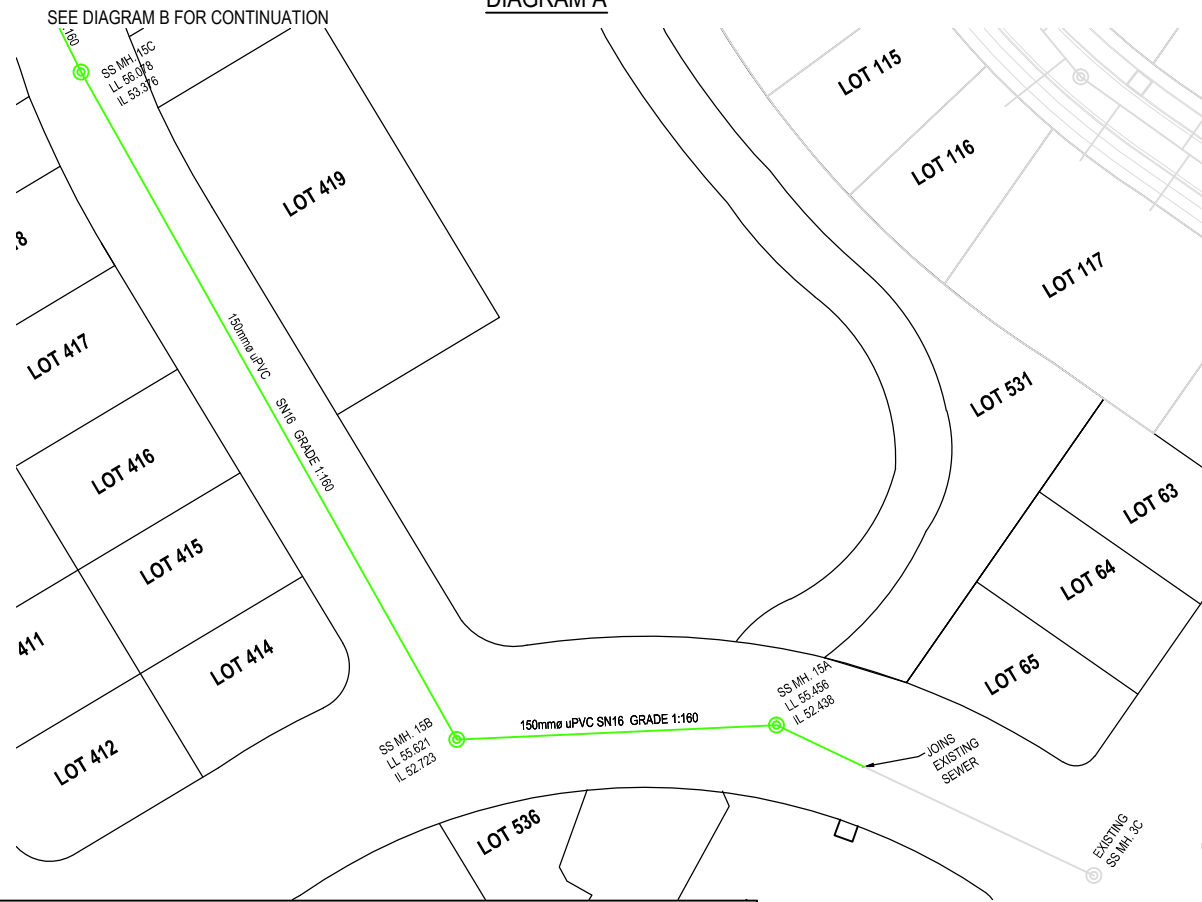 DIAGRAM A
SEE DIAGRAM B FOR CONTINUATION
:160
SS MH. 15C
LL 56.078
IL 53.376
LOT 115
LOT 116
LOT 419
LOT 117
LOT 417
150mmø uPVC SN16 GRADE 1:160
LOT 531
LOT 416
LOT 63
LOT 415
LOT 64
411
LOT 414
LOT 65
SS MH. 15A
LL 55.456
IL 52.438
150mmø uPVC SN16 GRADE 1:160
SS MH. 15B
LL 55.621
IL 52.723
LOT 412
JOINS
EXISTING
SEWER
LOT 536
EXISTING
SS MH. 3C